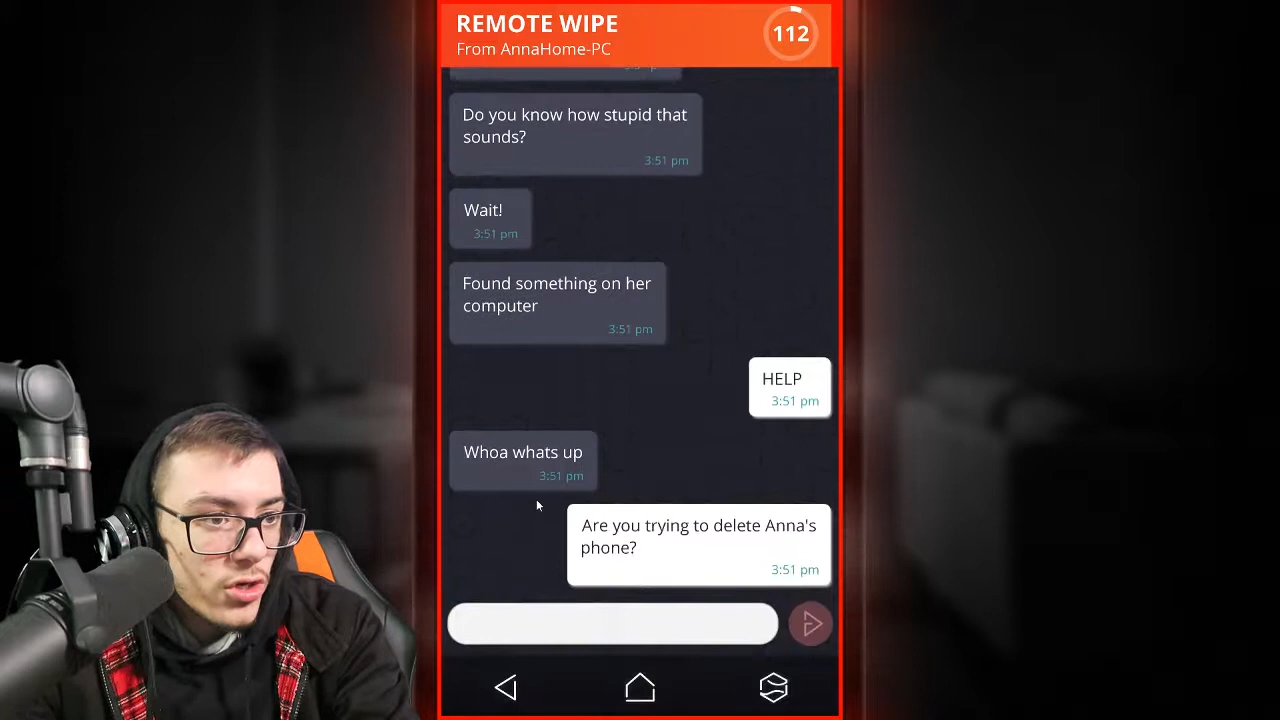 REMOTE WIPE
From AnnaHome-PC
112
Do you know how stupid that
sounds?
3:51 pm
Wait!
3:51 pm
Found something on her
computer
3:51 pm
HELP
3:51 pm
Whoa whats up
3:51 pm
Are you trying to delete Anna's
phone?
3:51 pm